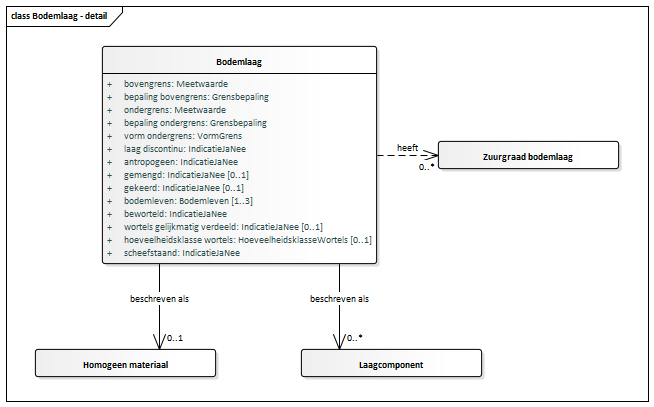 class Bodemlaag - detail
Bodemlaag
+ bovengrens: Meetwaarde
+ bepaling bovengrens: Grensbepaling
+ ondergrens: Meetwaarde
+ bepaling ondergrens: Grensbepaling
+ vorm ondergrens: VormGrens
+ laag discontinu: IndicatieJaNee
+ antropogeen: IndicatieJaNee
+ gemengd: IndicatieJaNee [0..1]
+ gekeerd: IndicatieJaNee [0..1]
+ bodemleven: Bodemleven [1..3]
+ beworteld: IndicatieJaNee
+ wortels gelijkmatig verdeeld: IndicatieJaNee [0..1]
+ hoeveelheidsklasse wortels: HoeveelheidsklasseWortels [0..1]
+ scheefstaand: IndicatieJaNee
heeft
0..*
Zuurgraad bodemlaag
beschreven als
beschreven als
0..1
0..*
Homogeen materiaal
Laagcomponent